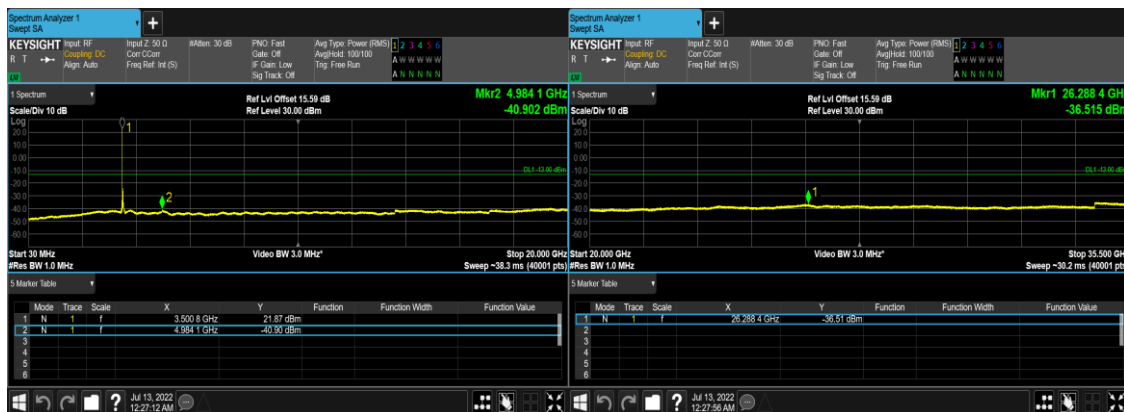 Spectrum Analyzer 1
Swept SA
+
KEYSIGHT
R T
Input: RF
Coupling: DC
Align: Auto
Input Z: 50 Ω
Corr CCorr
Freq Ref: Int (S)
#Atten: 30 dB
PNO: Fast
Gate: Off
IF Gain: Low
Sig Track: Off
Avg Type: Power (RMS)
Avg|Hold: 100/100
Trig: Free Run
1 2 3 4 5 6
A W W W W W
A N N N N N
1 Spectrum
Scale/Div 10 dB
Ref Lvl Offset 15.59 dB
Ref Level 30.00 dBm
Mkr2 4.984 1 GHz
-40.902 dBm
Log
20.0
10.0
0.00
-10.0
-20.0
-30.0
-40.0
-50.0
-60.0
1
2
DL1 -13.00 dBm
Start 30 MHz
#Res BW 1.0 MHz
Video BW 3.0 MHz*
Stop 20.000 GHz
Sweep ~38.3 ms (40001 pts)
5 Marker Table
Mode Trace Scale X Y Function Function Width Function Value
1 N 1 f 3.500 8 GHz 21.87 dBm
2 N 1 f 4.984 1 GHz -40.90 dBm
3
4
5
6
Jul 13, 2022
12:27:12 AM
Spectrum Analyzer 1
Swept SA
+
KEYSIGHT
R T
Input: RF
Coupling: DC
Align: Auto
Input Z: 50 Ω
Corr CCorr
Freq Ref: Int (S)
#Atten: 30 dB
PNO: Fast
Gate: Off
IF Gain: Low
Sig Track: Off
Avg Type: Power (RMS)
Avg|Hold: 100/100
Trig: Free Run
1 2 3 4 5 6
A W W W W W
A N N N N N
1 Spectrum
Scale/Div 10 dB
Ref Lvl Offset 15.59 dB
Ref Level 30.00 dBm
Mkr1 26.288 4 GH
-36.515 dB
Log
20.0
10.0
0.00
-10.0
-20.0
-30.0
-40.0
-50.0
-60.0
1
DL1 -13.00 dB
Start 20.000 GHz
#Res BW 1.0 MHz
Video BW 3.0 MHz*
Stop 35.500 GH
Sweep ~30.2 ms (40001 pt
5 Marker Table
Mode Trace Scale X Y Function Function Width Function Value
1 N 1 f 26.288 4 GHz -36.51 dBm
2
3
4
5
6
Jul 13, 2022
12:27:56 AM